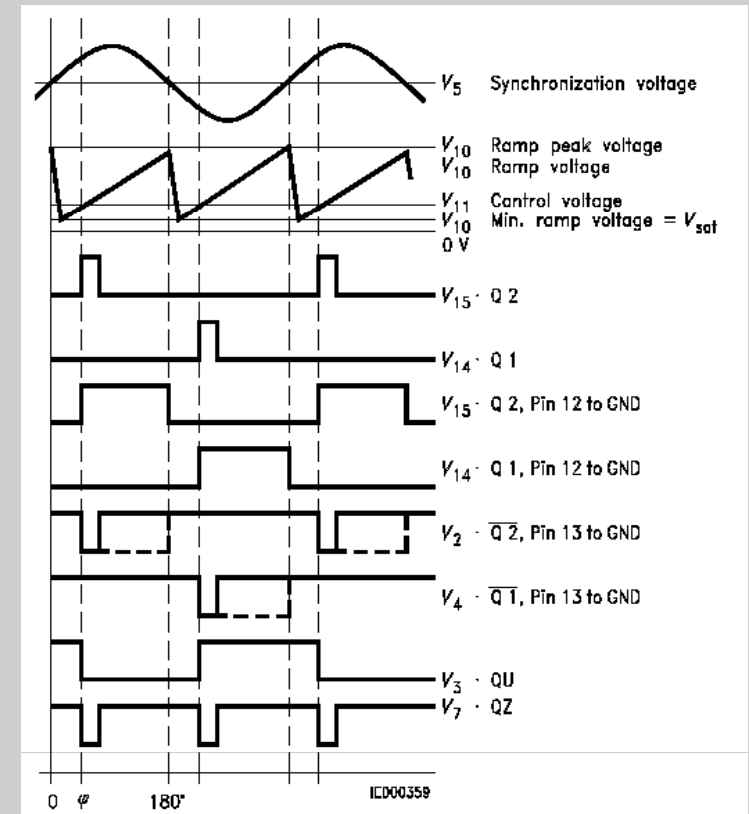 V5 Synchronization voltage
V10 Ramp peak voltage
V10 Ramp voltage
V11 Control voltage
V10 Min. ramp voltage = Vsat
0 V
V15 · Q 2
V14 · Q 1
V15 · Q 2, Pin 12 to GND
V14 · Q 1, Pin 12 to GND
V2 · Q̅ 2̅, Pin 13 to GND
V4 · Q̅ 1̅, Pin 13 to GND
V3 · QU
V7 · QZ
0 φ 180° IED00359